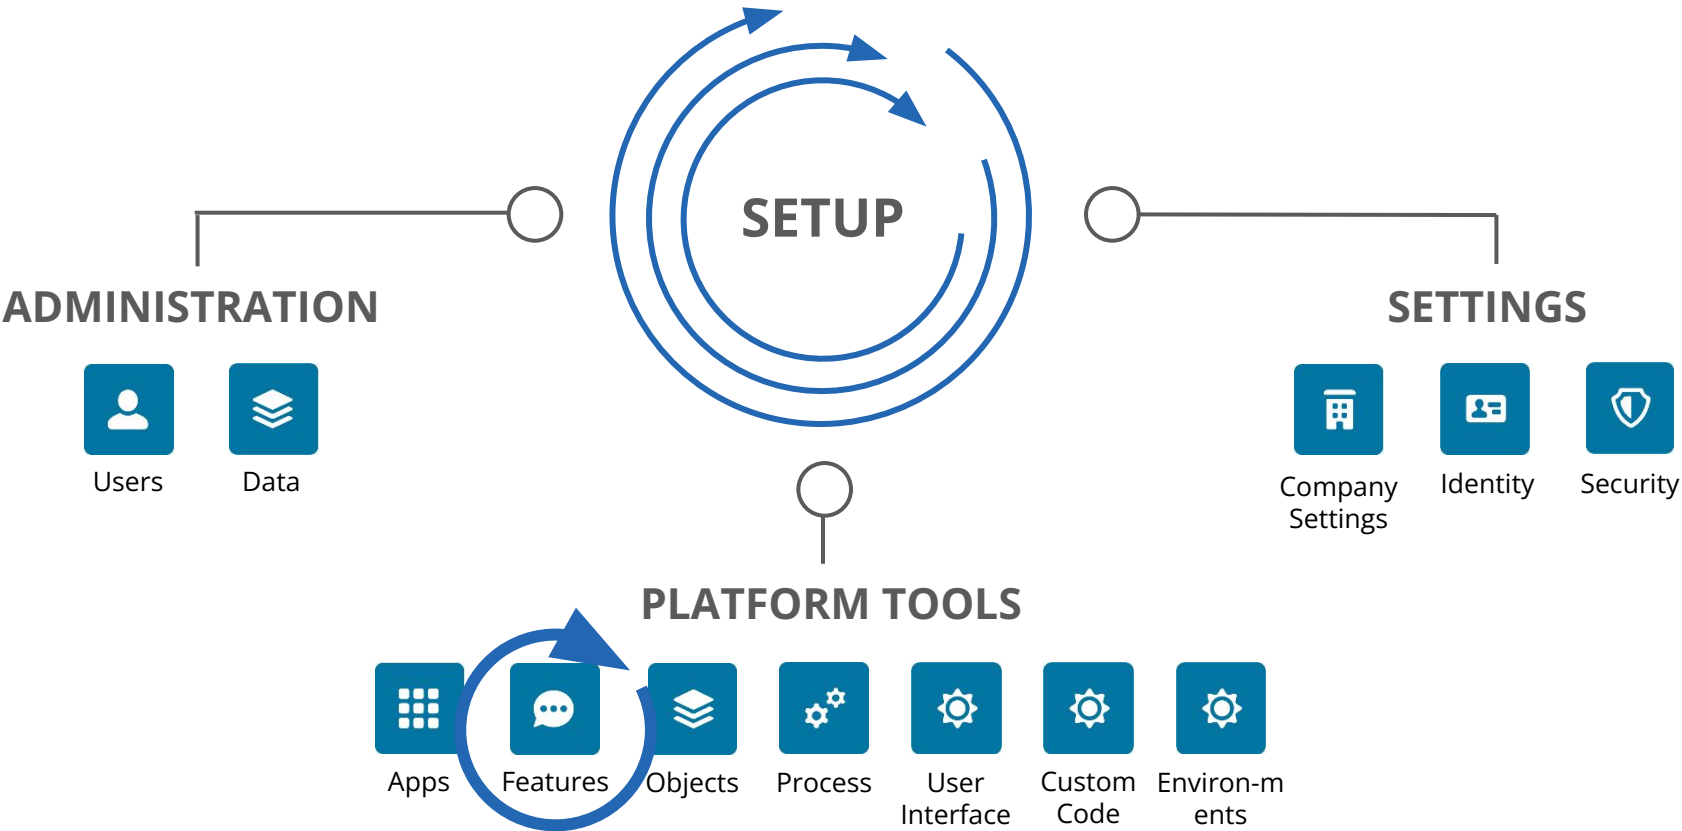 SETUP
ADMINISTRATION
Users
Data
SETTINGS
Company
Settings
Identity
Security
PLATFORM TOOLS
Apps
Features
Objects
Process
User
Interface
Custom
Code
Environ-m
ents